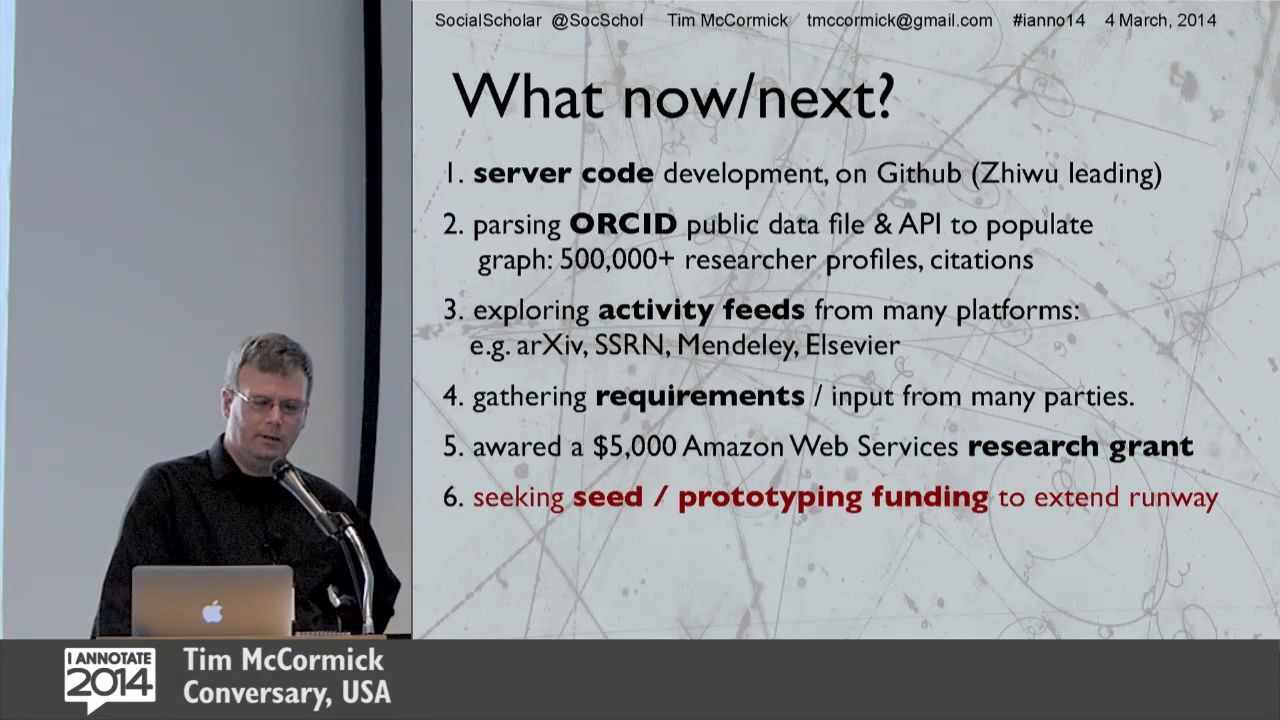 SocialScholar @SocSchol Tim McCormick tmccormick@gmail.com #ianno14 4 March, 2014
What now/next?
1. server code development, on Github (Zhiwu leading)
2. parsing ORCID public data file & API to populate
graph: 500,000+ researcher profiles, citations
3. exploring activity feeds from many platforms:
e.g. arXiv, SSRN, Mendeley, Elsevier
4. gathering requirements / input from many parties.
5. awared a $5,000 Amazon Web Services research grant
6. seeking seed / prototyping funding to extend runway
I ANNOTATE
2014
Tim McCormick
Conversary, USA